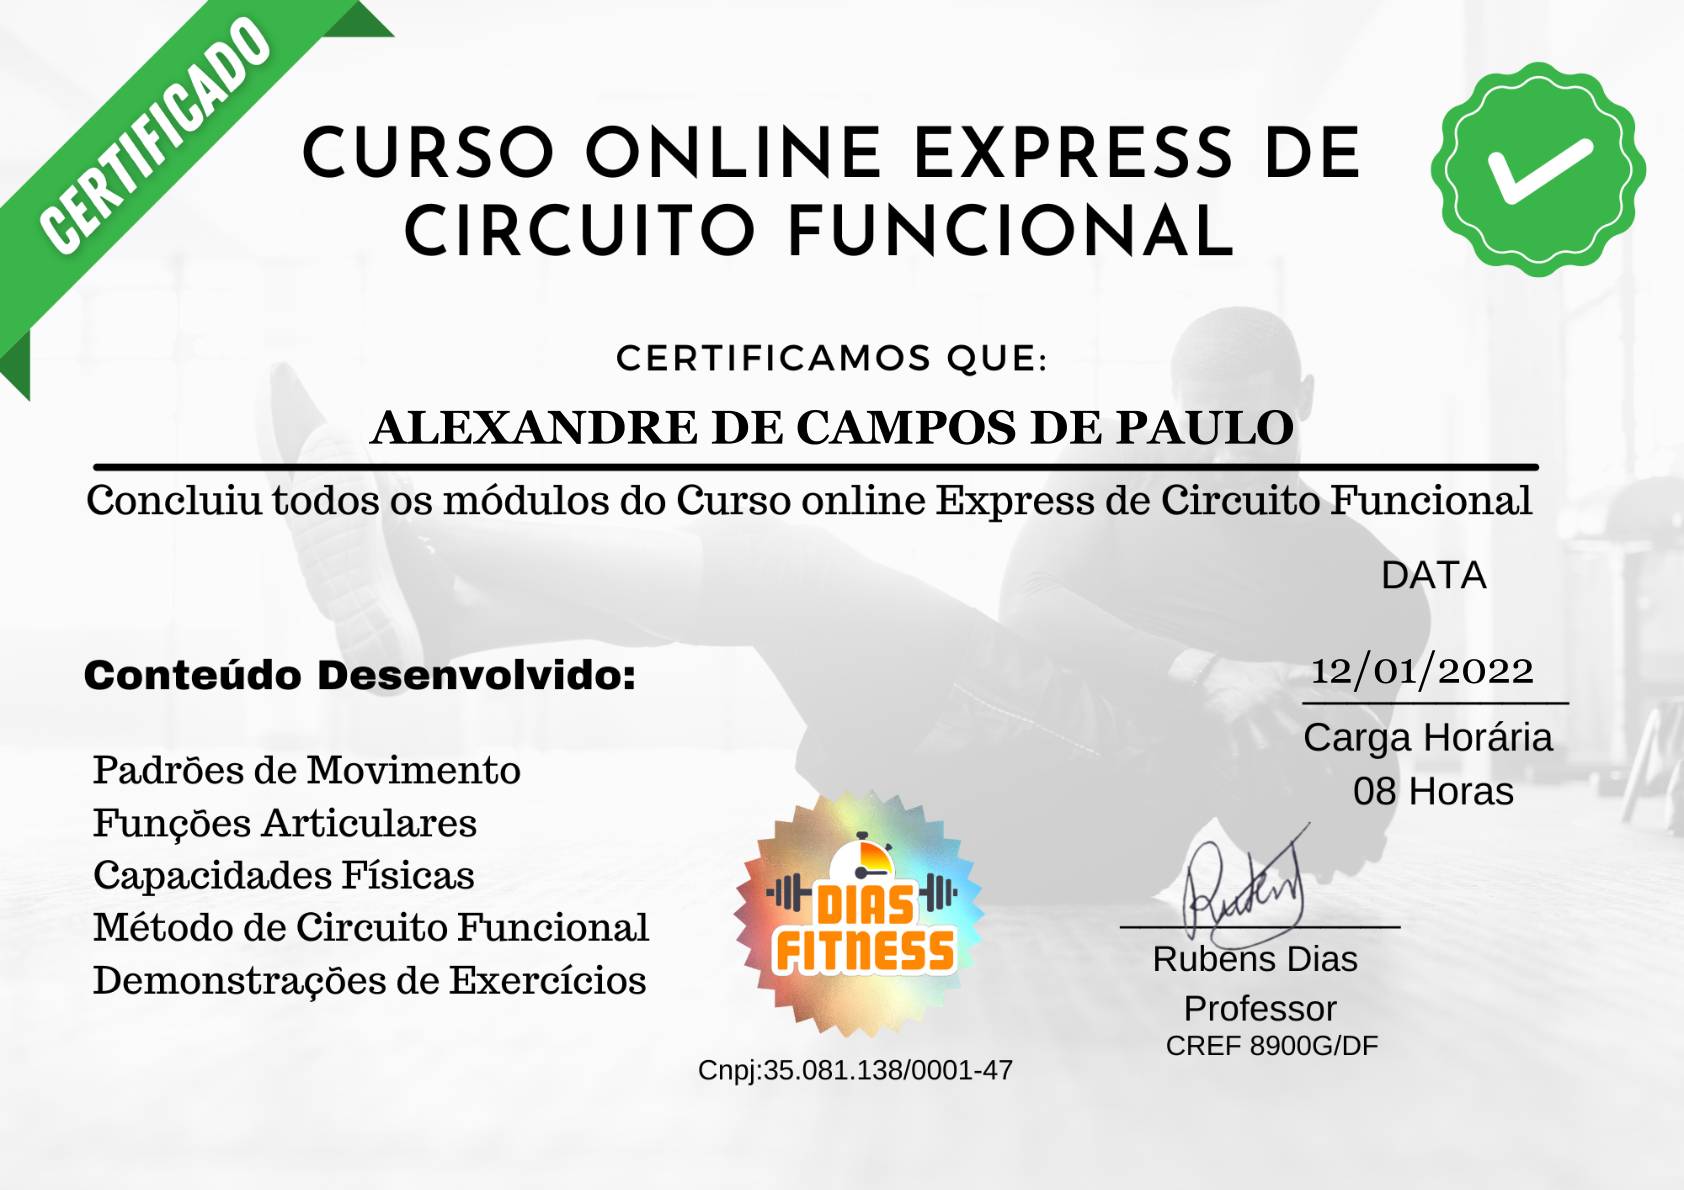 CERTIFICADO
CURSO ONLINE EXPRESS DE
CIRCUITO FUNCIONAL
CERTIFICAMOS QUE:
ALEXANDRE DE CAMPOS DE PAULO
Concluiu todos os módulos do Curso online Express de Circuito Funcional
DATA
12/01/2022
Carga Horária
08 Horas
Conteúdo Desenvolvido:
Padrões de Movimento
Funções Articulares
Capacidades Físicas
Método de Circuito Funcional
Demonstrações de Exercícios
DIAS
FITNESS
Cnpj:35.081.138/0001-47
Rubens
Rubens Dias
Professor
CREF 8900G/DF